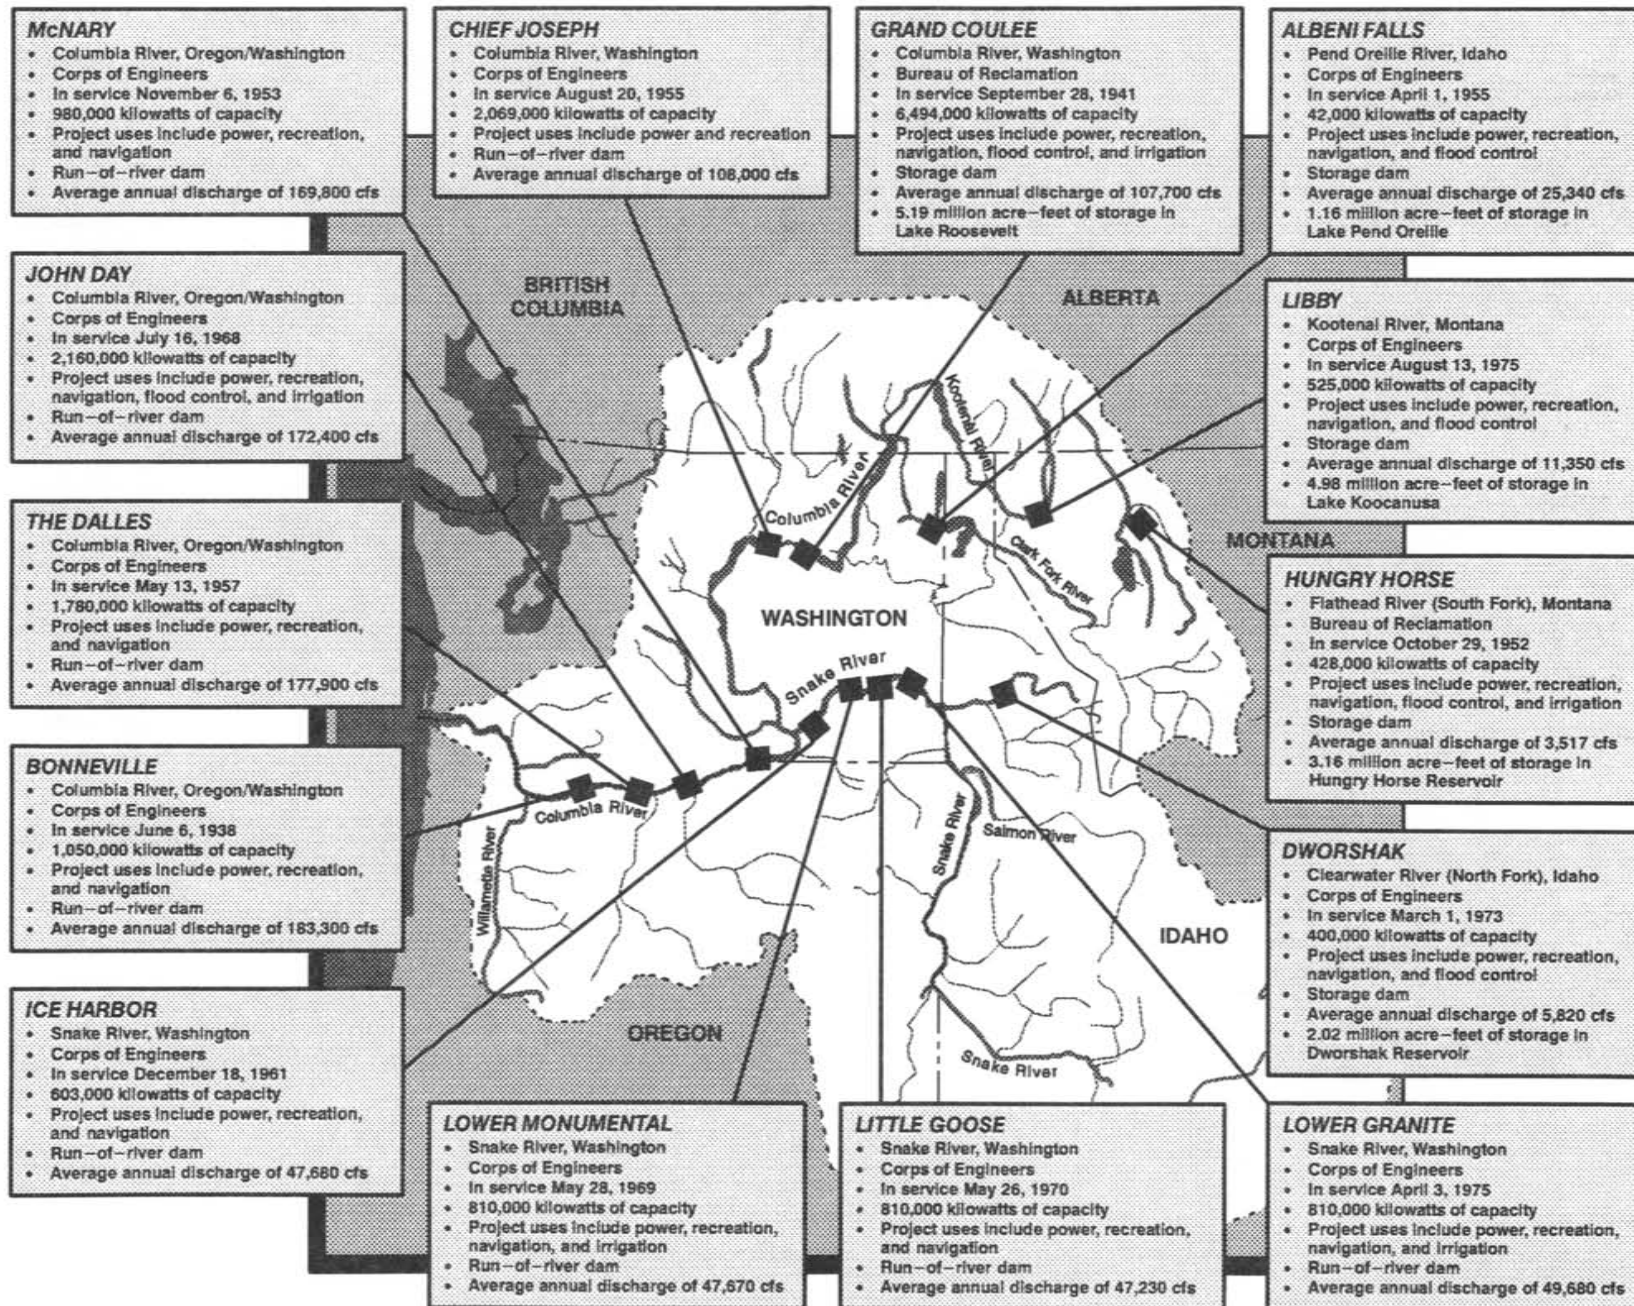 McNARY
• Columbia River, Oregon/Washington
• Corps of Engineers
• In service November 6, 1953
• 980,000 kilowatts of capacity
• Project uses include power, recreation,
and navigation
• Run-of-river dam
• Average annual discharge of 169,800 cfs
CHIEF JOSEPH
• Columbia River, Washington
• Corps of Engineers
• In service August 20, 1955
• 2,069,000 kilowatts of capacity
• Project uses include power and recreation
• Run-of-river dam
• Average annual discharge of 108,000 cfs
GRAND COULEE
• Columbia River, Washington
• Bureau of Reclamation
• In service September 28, 1941
• 6,494,000 kilowatts of capacity
• Project uses include power, recreation,
navigation, flood control, and irrigation
• Storage dam
• Average annual discharge of 107,700 cfs
• 5.19 million acre-feet of storage in
Lake Roosevelt
ALBENI FALLS
• Pend Oreille River, Idaho
• Corps of Engineers
• In service April 1, 1955
• 42,000 kilowatts of capacity
• Project uses include power, recreation,
navigation, and flood control
• Storage dam
• Average annual discharge of 25,340 cfs
• 1.16 million acre-feet of storage in
Lake Pend Oreille
JOHN DAY
• Columbia River, Oregon/Washington
• Corps of Engineers
• In service July 16, 1968
• 2,160,000 kilowatts of capacity
• Project uses include power, recreation,
navigation, flood control, and irrigation
• Run-of-river dam
• Average annual discharge of 172,400 cfs
LIBBY
• Kootenai River, Montana
• Corps of Engineers
• In service August 13, 1975
• 525,000 kilowatts of capacity
• Project uses include power, recreation,
navigation, and flood control
• Storage dam
• Average annual discharge of 11,350 cfs
• 4.98 million acre-feet of storage in
Lake Koocanusa
THE DALLES
• Columbia River, Oregon/Washington
• Corps of Engineers
• In service May 13, 1957
• 1,780,000 kilowatts of capacity
• Project uses include power, recreation,
and navigation
• Run-of-river dam
• Average annual discharge of 177,900 cfs
HUNGRY HORSE
• Flathead River (South Fork), Montana
• Bureau of Reclamation
• In service October 29, 1952
• 428,000 kilowatts of capacity
• Project uses include power, recreation,
navigation, flood control, and irrigation
• Storage dam
• Average annual discharge of 3,517 cfs
• 3.16 million acre-feet of storage in
Hungry Horse Reservoir
BONNEVILLE
• Columbia River, Oregon/Washington
• Corps of Engineers
• In service June 6, 1938
• 1,050,000 kilowatts of capacity
• Project uses include power, recreation,
and navigation
• Run-of-river dam
• Average annual discharge of 183,300 cfs
DWORSHAK
• Clearwater River (North Fork), Idaho
• Corps of Engineers
• In service March 1, 1973
• 400,000 kilowatts of capacity
• Project uses include power, recreation,
navigation, and flood control
• Storage dam
• Average annual discharge of 5,820 cfs
• 2.02 million acre-feet of storage in
Dworshak Reservoir
ICE HARBOR
• Snake River, Washington
• Corps of Engineers
• In service December 18, 1961
• 603,000 kilowatts of capacity
• Project uses include power, recreation,
and navigation
• Run-of-river dam
• Average annual discharge of 47,680 cfs
LOWER MONUMENTAL
• Snake River, Washington
• Corps of Engineers
• In service May 28, 1969
• 810,000 kilowatts of capacity
• Project uses include power, recreation,
navigation, and irrigation
• Run-of-river dam
• Average annual discharge of 47,670 cfs
LITTLE GOOSE
• Snake River, Washington
• Corps of Engineers
• In service May 26, 1970
• 810,000 kilowatts of capacity
• Project uses include power, recreation,
and navigation
• Run-of-river dam
• Average annual discharge of 47,230 cfs
LOWER GRANITE
• Snake River, Washington
• Corps of Engineers
• In service April 3, 1975
• 810,000 kilowatts of capacity
• Project uses include power, recreation,
navigation, and irrigation
• Run-of-river dam
• Average annual discharge of 49,680 cfs
BRITISH
COLUMBIA
ALBERTA
Kootenai River
Columbia River
MONTANA
Clark Fork River
WASHINGTON
Snake River
Columbia River
Willamette River
Snake River
Salmon River
IDAHO
OREGON
Snake River